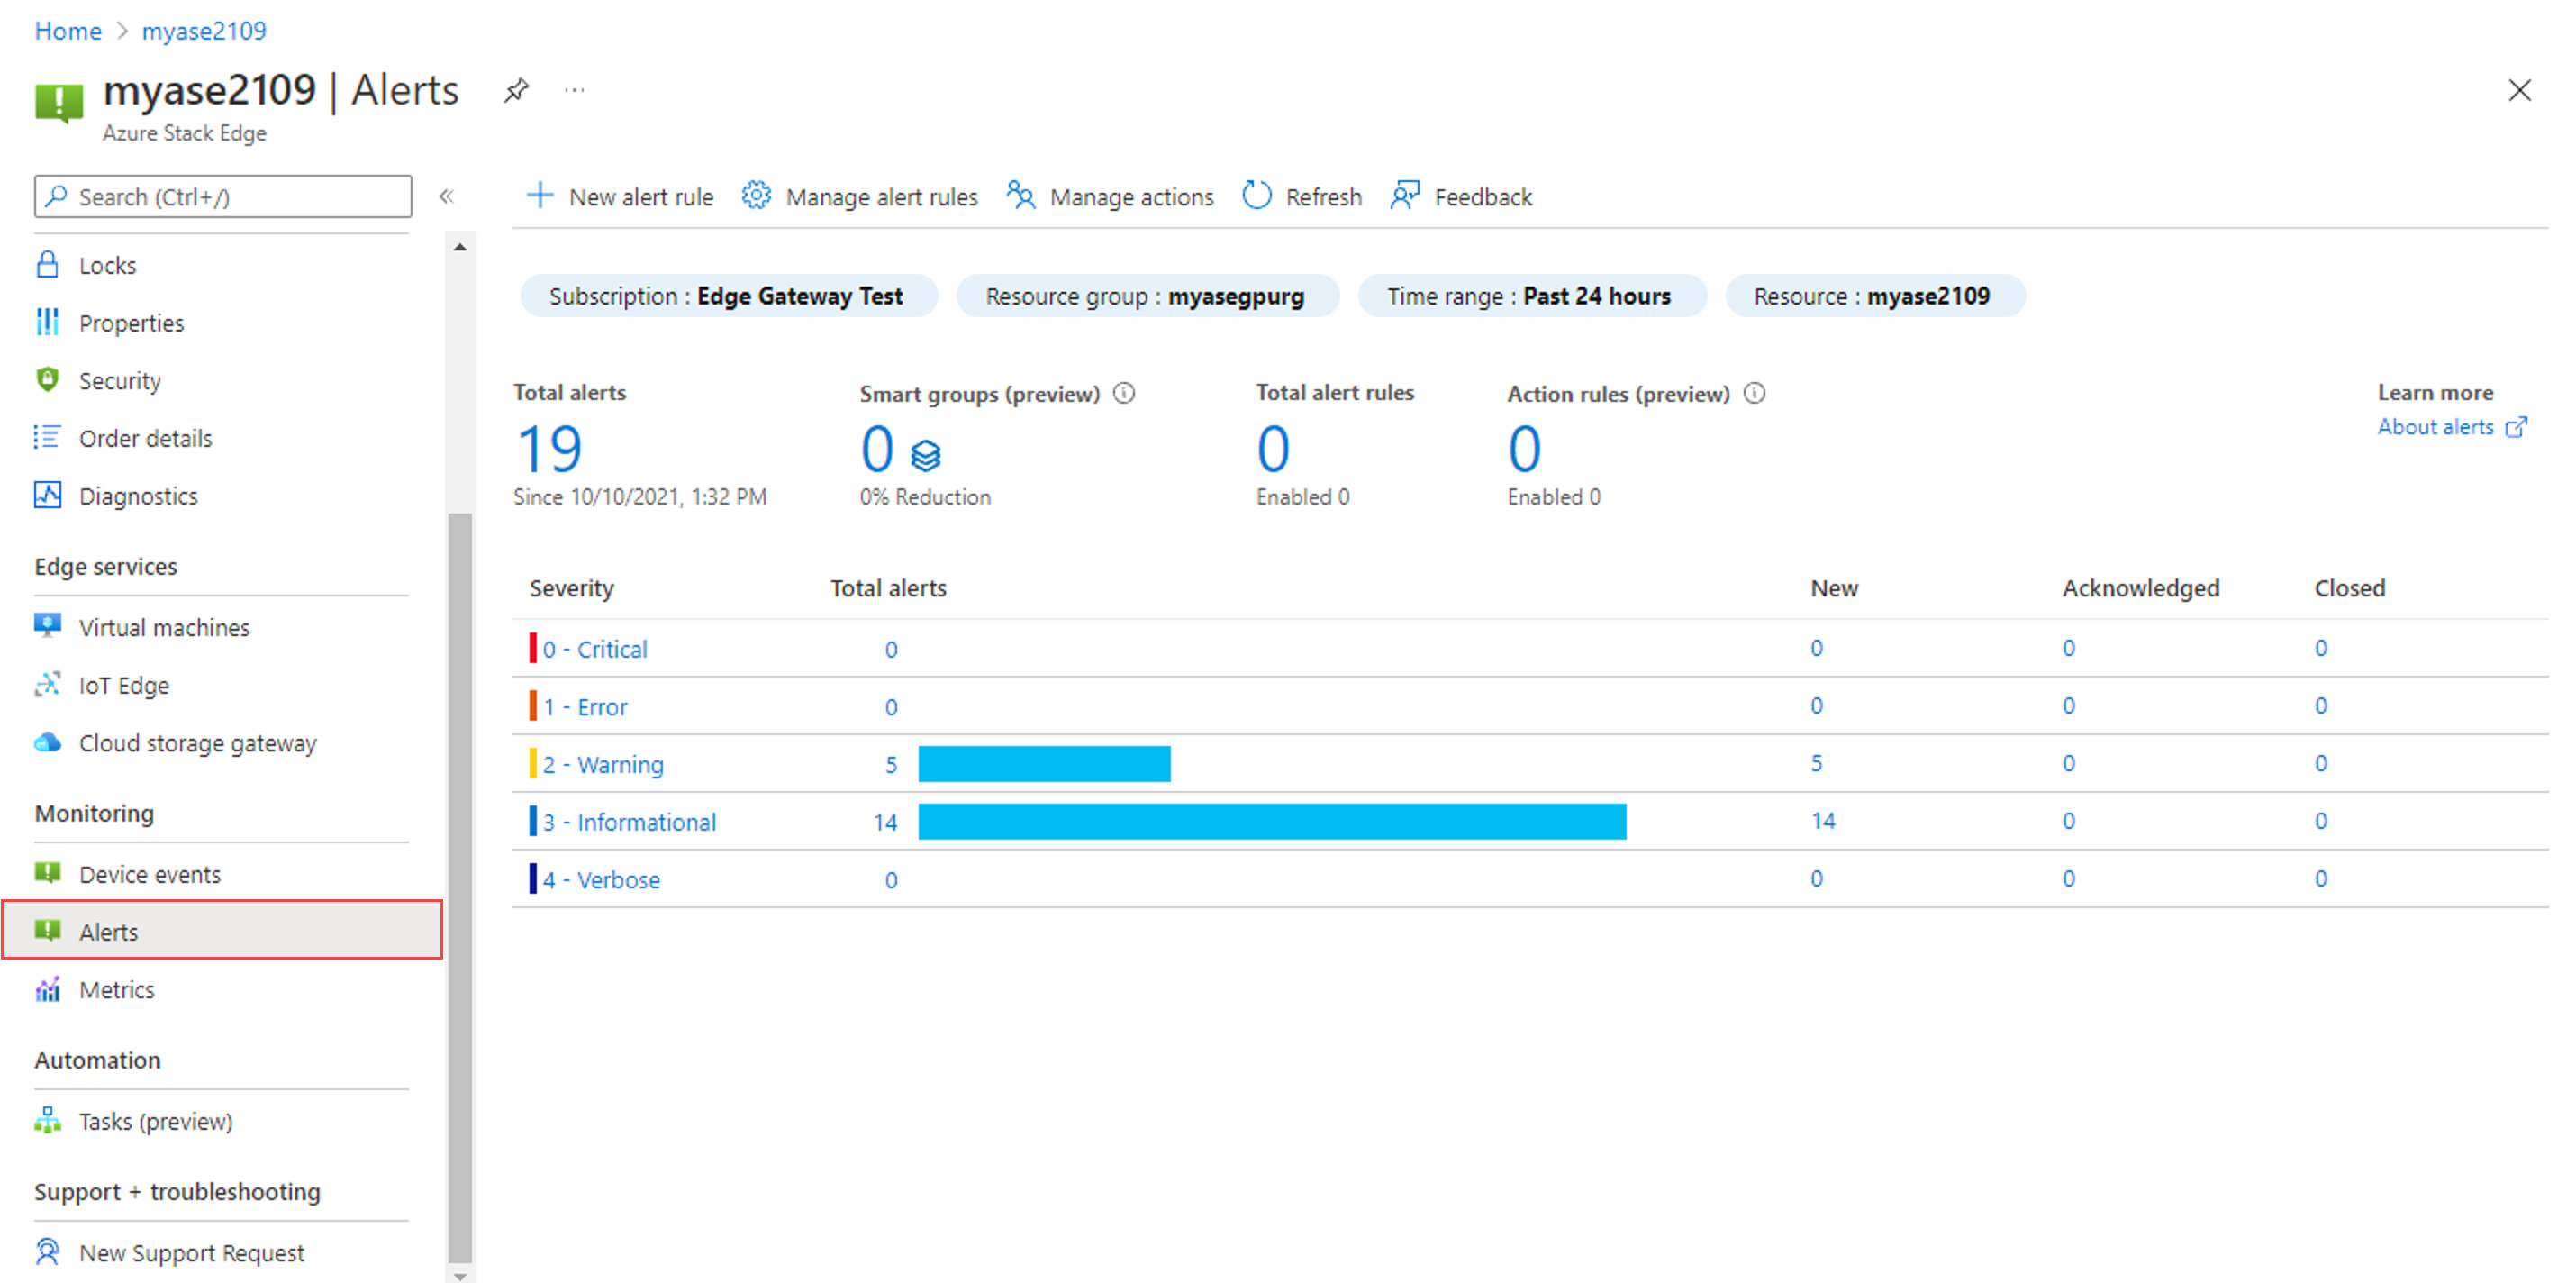 Home > myase2109
myase2109 | Alerts ...
Azure Stack Edge
Search (Ctrl+/)
«
Locks
Properties
Security
Order details
Diagnostics
Edge services
Virtual machines
IoT Edge
Cloud storage gateway
Monitoring
Device events
Alerts
Metrics
Automation
Tasks (preview)
Support + troubleshooting
New Support Request
New alert rule Manage alert rules Manage actions Refresh Feedback
Subscription : Edge Gateway Test Resource group : myasegpurg Time range : Past 24 hours Resource : myase2109
Total alerts Smart groups (preview) Total alert rules Action rules (preview) Learn more
19 0 0 0 About alerts
Since 10/10/2021, 1:32 PM 0% Reduction Enabled 0 Enabled 0
Severity Total alerts New Acknowledged Closed
0 - Critical 0 0 0 0
1 - Error 0 0 0 0
2 - Warning 5 5 0 0
3 - Informational 14 14 0 0
4 - Verbose 0 0 0 0